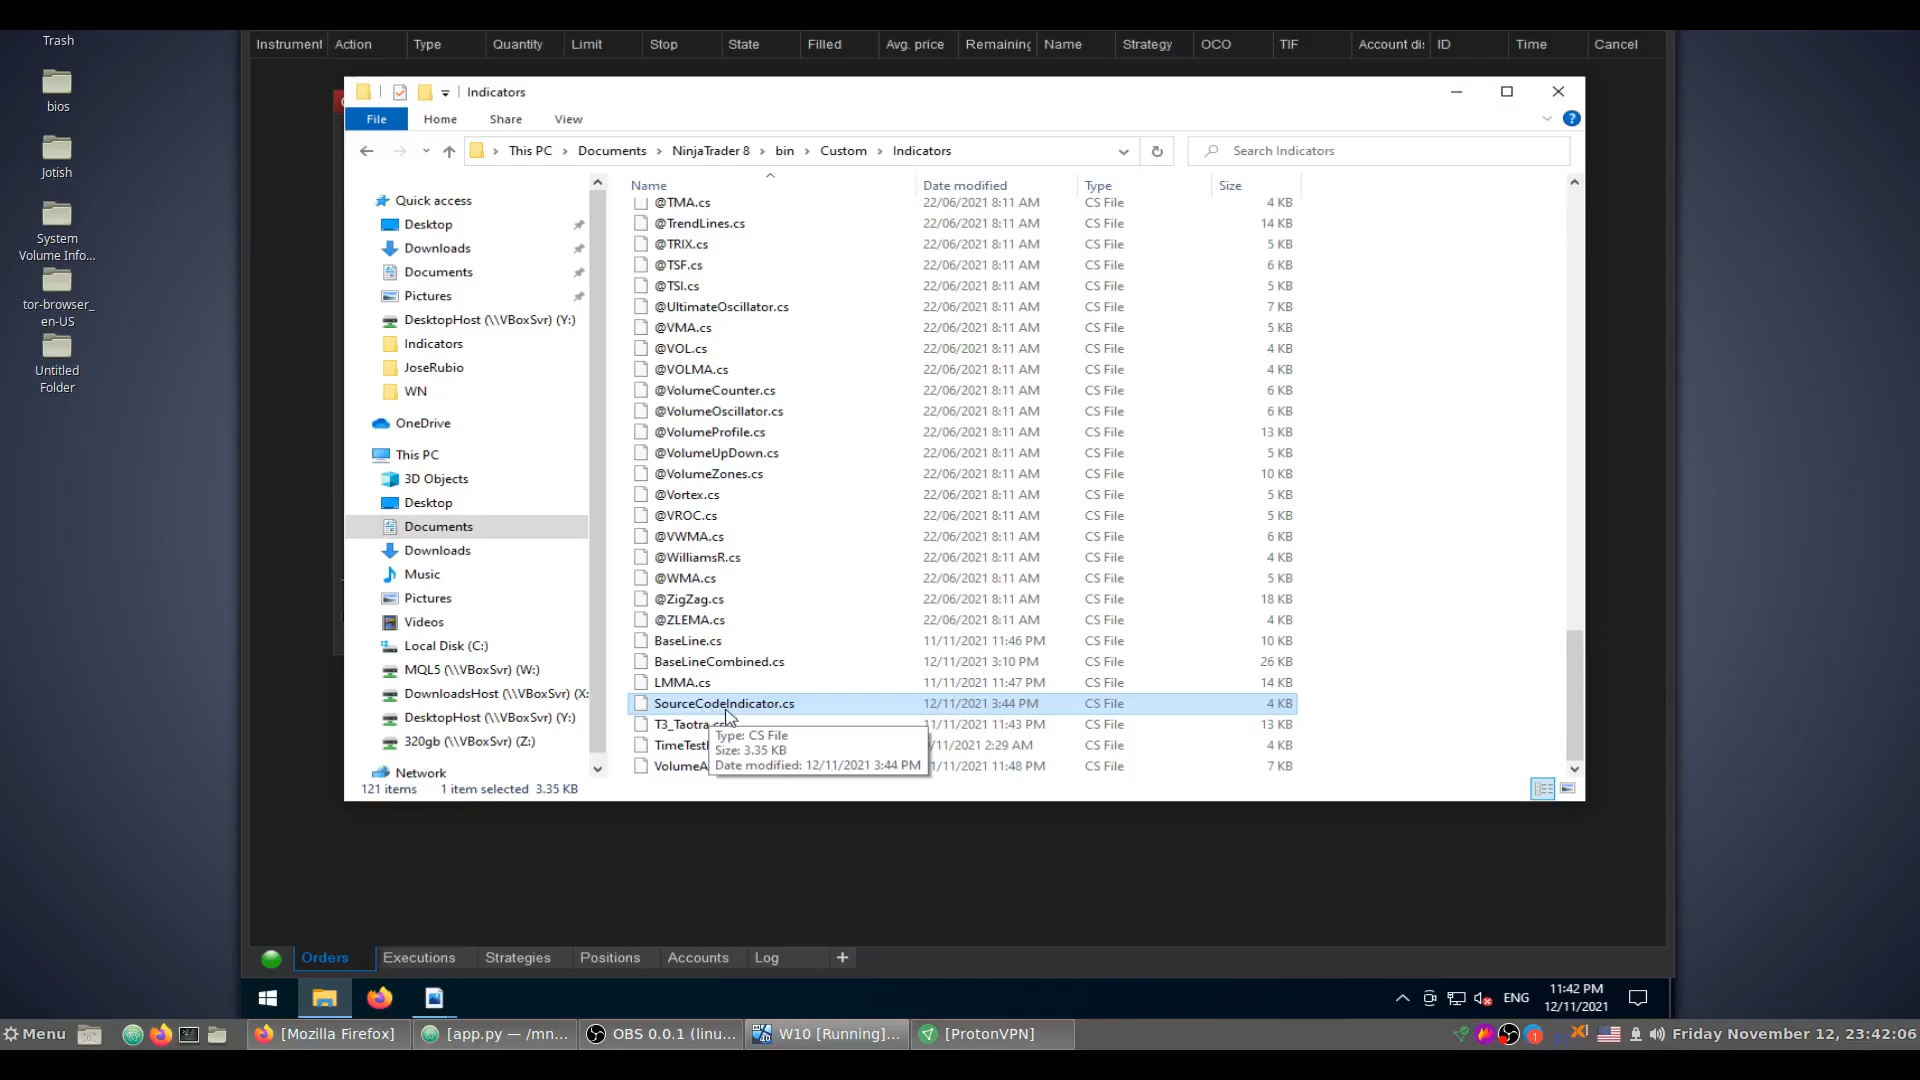 Trash
bios
Jotish
System
Volume Info...
tor-browser_
en-US
Untitled
Folder
Instrument Action Type Quantity Limit Stop State Filled Avg. price Remaining Name Strategy OCO TIF Account di ID Time Cancel
Indicators
File Home Share View
This PC > Documents > NinjaTrader 8 > bin > Custom > Indicators
Search Indicators
Quick access
Desktop
Downloads
Documents
Pictures
DesktopHost (\\VBoxSvr) (Y:)
Indicators
JoseRubio
WN
OneDrive
This PC
3D Objects
Desktop
Documents
Downloads
Music
Pictures
Videos
Local Disk (C:)
MQL5 (\\VBoxSvr) (W:)
DownloadsHost (\\VBoxSvr) (X:
DesktopHost (\\VBoxSvr) (Y:)
320gb (\\VBoxSvr) (Z:)
Network
Name Date modified Type Size
@TMA.cs 22/06/2021 8:11 AM CS File 4 KB
@TrendLines.cs 22/06/2021 8:11 AM CS File 14 KB
@TRIX.cs 22/06/2021 8:11 AM CS File 5 KB
@TSF.cs 22/06/2021 8:11 AM CS File 6 KB
@TSI.cs 22/06/2021 8:11 AM CS File 5 KB
@UltimateOscillator.cs 22/06/2021 8:11 AM CS File 7 KB
@VMA.cs 22/06/2021 8:11 AM CS File 5 KB
@VOL.cs 22/06/2021 8:11 AM CS File 4 KB
@VOLMA.cs 22/06/2021 8:11 AM CS File 4 KB
@VolumeCounter.cs 22/06/2021 8:11 AM CS File 6 KB
@VolumeOscillator.cs 22/06/2021 8:11 AM CS File 6 KB
@VolumeProfile.cs 22/06/2021 8:11 AM CS File 13 KB
@VolumeUpDown.cs 22/06/2021 8:11 AM CS File 5 KB
@VolumeZones.cs 22/06/2021 8:11 AM CS File 10 KB
@Vortex.cs 22/06/2021 8:11 AM CS File 5 KB
@VROC.cs 22/06/2021 8:11 AM CS File 5 KB
@VWMA.cs 22/06/2021 8:11 AM CS File 6 KB
@WilliamsR.cs 22/06/2021 8:11 AM CS File 4 KB
@WMA.cs 22/06/2021 8:11 AM CS File 5 KB
@ZigZag.cs 22/06/2021 8:11 AM CS File 18 KB
@ZLEMA.cs 22/06/2021 8:11 AM CS File 4 KB
BaseLine.cs 11/11/2021 11:46 PM CS File 10 KB
BaseLineCombined.cs 12/11/2021 3:10 PM CS File 26 KB
LMMA.cs 11/11/2021 11:47 PM CS File 14 KB
SourceCodeIndicator.cs 12/11/2021 3:44 PM CS File 4 KB
T3_Taotra 11/11/2021 11:43 PM CS File 13 KB
TimeTest /11/2021 2:29 AM CS File 4 KB
VolumeA 1/11/2021 11:48 PM CS File 7 KB
Type: CS File
Size: 3.35 KB
Date modified: 12/11/2021 3:44 PM
121 items 1 item selected 3.35 KB
Orders Executions Strategies Positions Accounts Log +
ENG
11:42 PM
12/11/2021
Menu [Mozilla Firefox] [app.py — /mn... OBS 0.0.1 (linu... W10 [Running]... [ProtonVPN] Friday November 12, 23:42:06